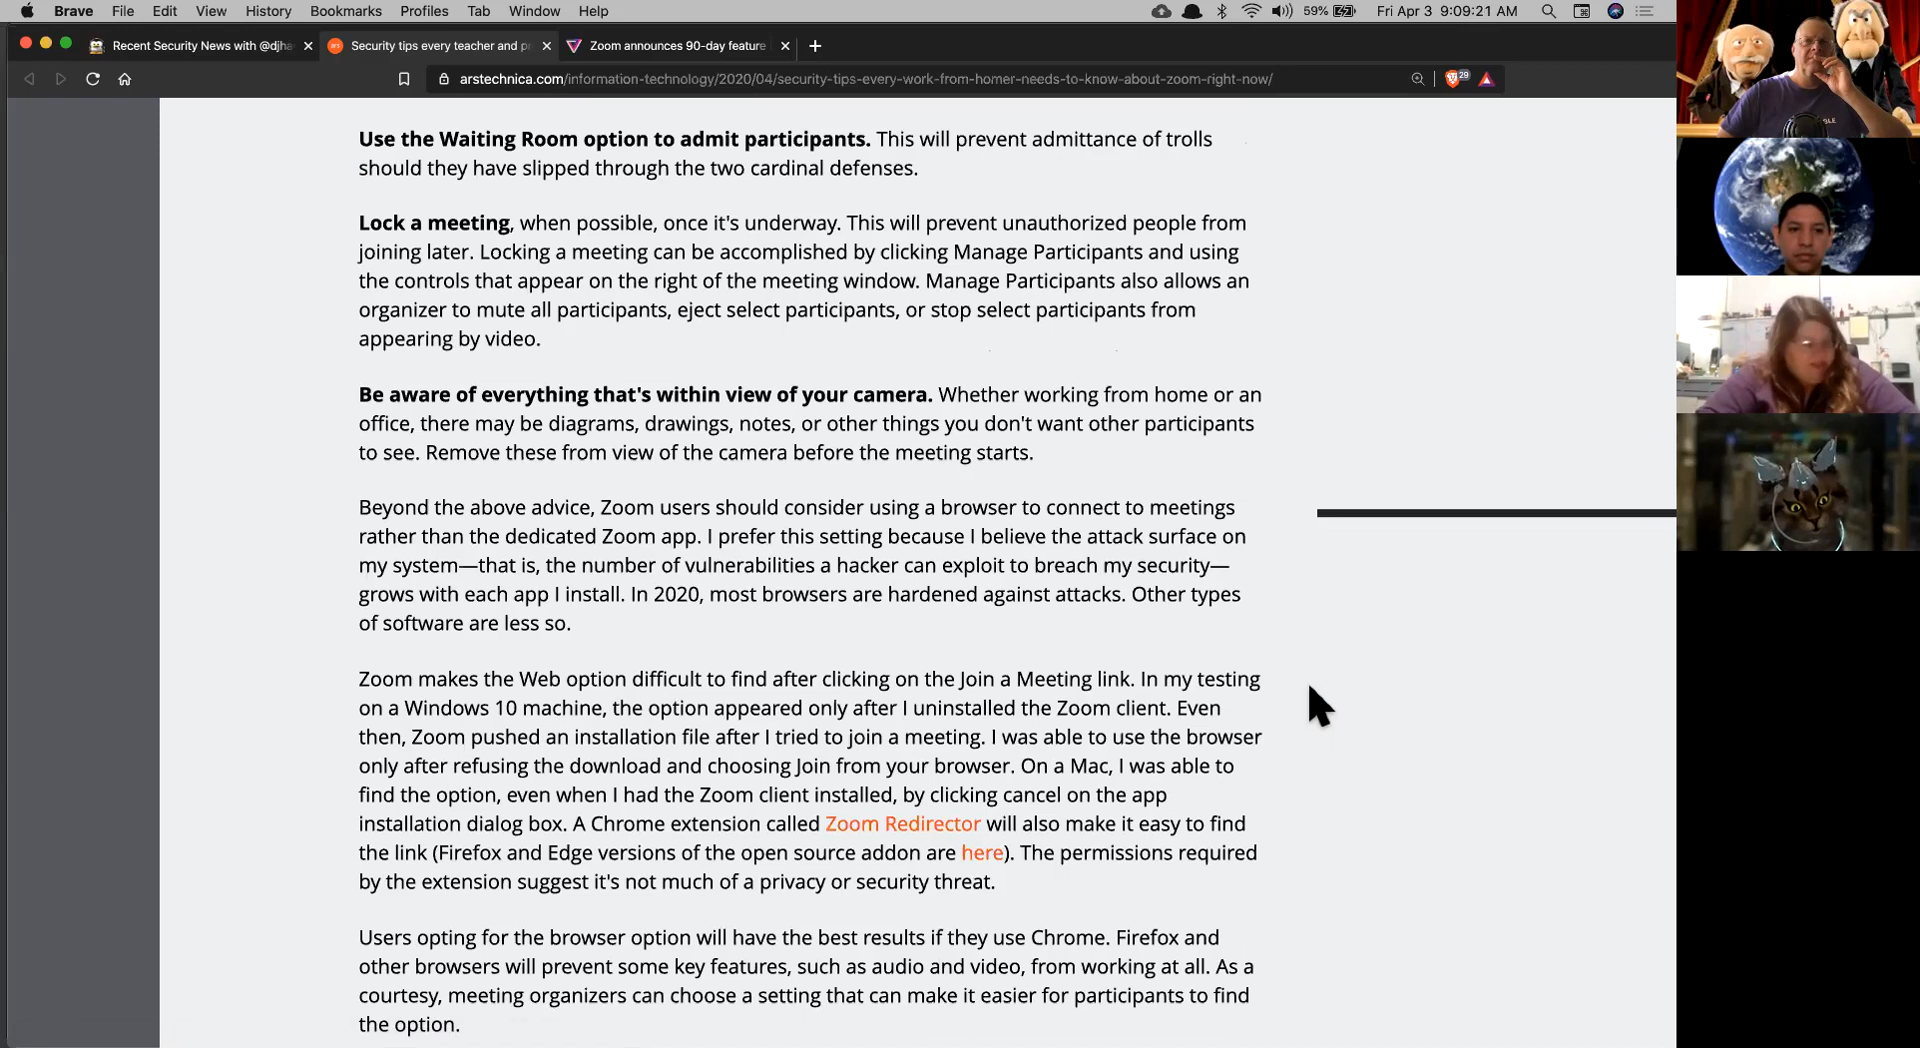 Brave File Edit View History Bookmarks Profiles Tab Window Help 59% Fri Apr 3 9:09:21 AM
Recent Security News with @djha Security tips every teacher and pr Zoom announces 90-day feature
arstechnica.com/information-technology/2020/04/security-tips-every-work-from-homer-needs-to-know-about-zoom-right-now/ 29
Use the Waiting Room option to admit participants. This will prevent admittance of trolls
should they have slipped through the two cardinal defenses.
Lock a meeting, when possible, once it's underway. This will prevent unauthorized people from
joining later. Locking a meeting can be accomplished by clicking Manage Participants and using
the controls that appear on the right of the meeting window. Manage Participants also allows an
organizer to mute all participants, eject select participants, or stop select participants from
appearing by video.
Be aware of everything that's within view of your camera. Whether working from home or an
office, there may be diagrams, drawings, notes, or other things you don't want other participants
to see. Remove these from view of the camera before the meeting starts.
Beyond the above advice, Zoom users should consider using a browser to connect to meetings
rather than the dedicated Zoom app. I prefer this setting because I believe the attack surface on
my system—that is, the number of vulnerabilities a hacker can exploit to breach my security—
grows with each app I install. In 2020, most browsers are hardened against attacks. Other types
of software are less so.
Zoom makes the Web option difficult to find after clicking on the Join a Meeting link. In my testing
on a Windows 10 machine, the option appeared only after I uninstalled the Zoom client. Even
then, Zoom pushed an installation file after I tried to join a meeting. I was able to use the browser
only after refusing the download and choosing Join from your browser. On a Mac, I was able to
find the option, even when I had the Zoom client installed, by clicking cancel on the app
installation dialog box. A Chrome extension called Zoom Redirector will also make it easy to find
the link (Firefox and Edge versions of the open source addon are here). The permissions required
by the extension suggest it's not much of a privacy or security threat.
Users opting for the browser option will have the best results if they use Chrome. Firefox and
other browsers will prevent some key features, such as audio and video, from working at all. As a
courtesy, meeting organizers can choose a setting that can make it easier for participants to find
the option.